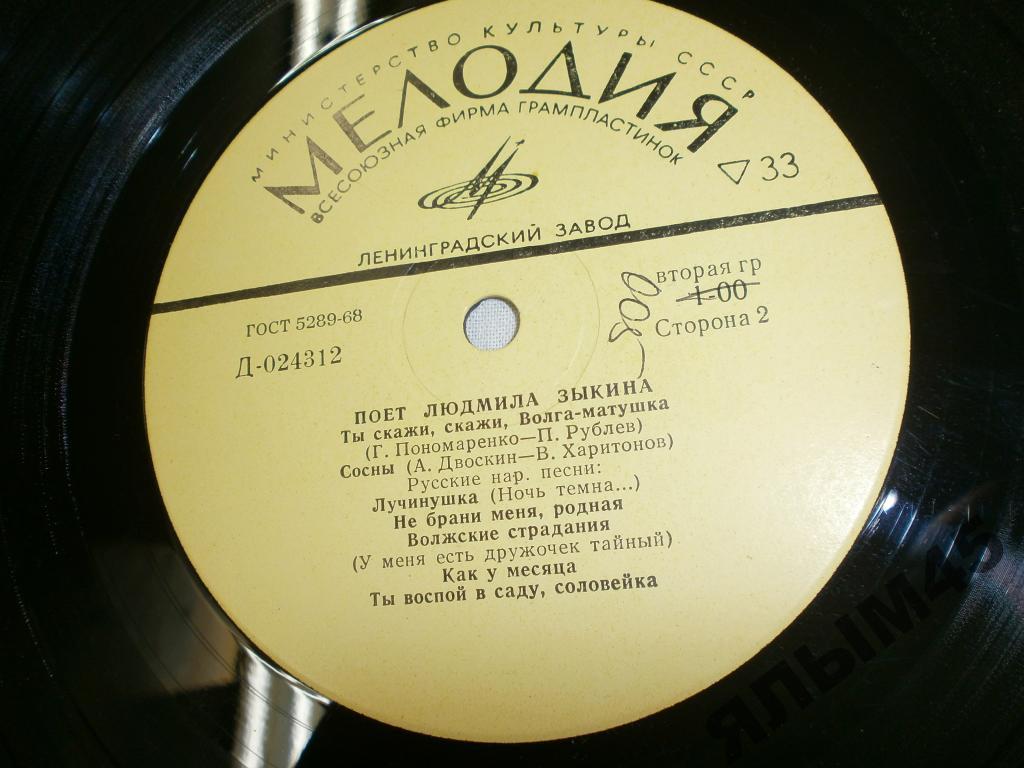 МИНИСТЕРСТВО КУЛЬТУРЫ СССР
МЕЛОДИЯ
ВСЕСОЮЗНАЯ ФИРМА ГРАМПЛАСТИНОК
33
ЛЕНИНГРАДСКИЙ ЗАВОД
ГОСТ 5289-68
Д-024312
вторая гр
1-00
Сторона 2
ПОЕТ ЛЮДМИЛА ЗЫКИНА
Ты скажи, скажи, Волга-матушка
(Г. Пономаренко—П. Рублев)
Сосны (А. Двоскин—В. Харитонов)
Русские нар. песни:
Лучинушка (Ночь темна...)
Не брани меня, родная
Волжские страдания
(У меня есть дружочек тайный)
Как у месяца
Ты воспой в саду, соловейка
ЯЛЫМ45